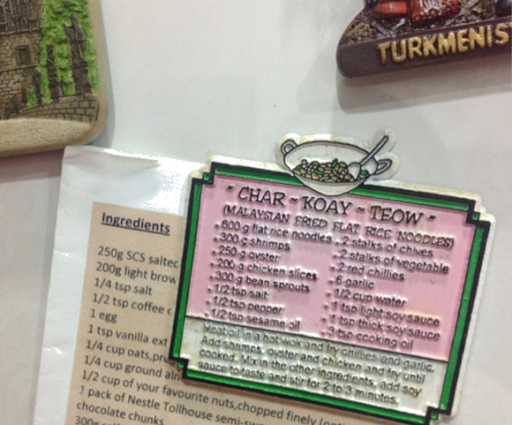 TURKMENIS
· CHAR ~ KOAY ~ TEOW ·
(MALAYSIAN FRIED FLAT RICE NOODLES)
• 600 g flat rice noodles
• 300 g shrimps
• 250 g oyster
• 200 g chicken slices
• 300 g bean sprouts
• 1/2 tsp salt
• 1/2 tsp pepper
• 1/2 tsp sesame oil
• 2 stalks of chives
• 2 stalks of vegetable
• 2 red chillies
• 6 garlic
• 1/2 cup water
• 1 tsp light soy sauce
• 1 tsp thick soy sauce
• 3 tsp cooking oil
Heat oil in a hot wok and fry chillies and garlic.
Add shrimps, oyster and chicken and fry until
cooked. Mix in the other ingredients, add soy
sauce to taste and stir for 2 to 3 minutes.
Ingredients
250g SCS salted
200g light brow
1/4 tsp salt
1/2 tsp coffee
1 egg
1 tsp vanilla ext
1/4 cup oats,pre
1/4 cup ground alm
1/2 cup of your favourite nuts,chopped finely
1 pack of Nestle Tollhouse semi-sw
chocolate chunks
300g